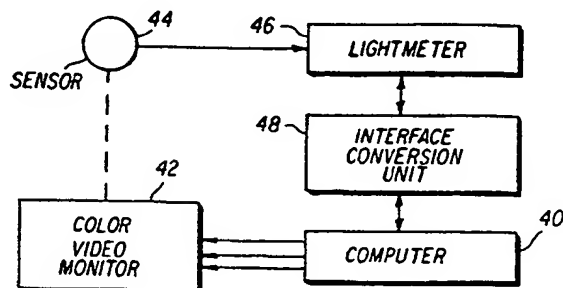 44
SENSOR
46
LIGHTMETER
48
INTERFACE
CONVERSION
UNIT
42
COLOR
VIDEO
MONITOR
COMPUTER
40